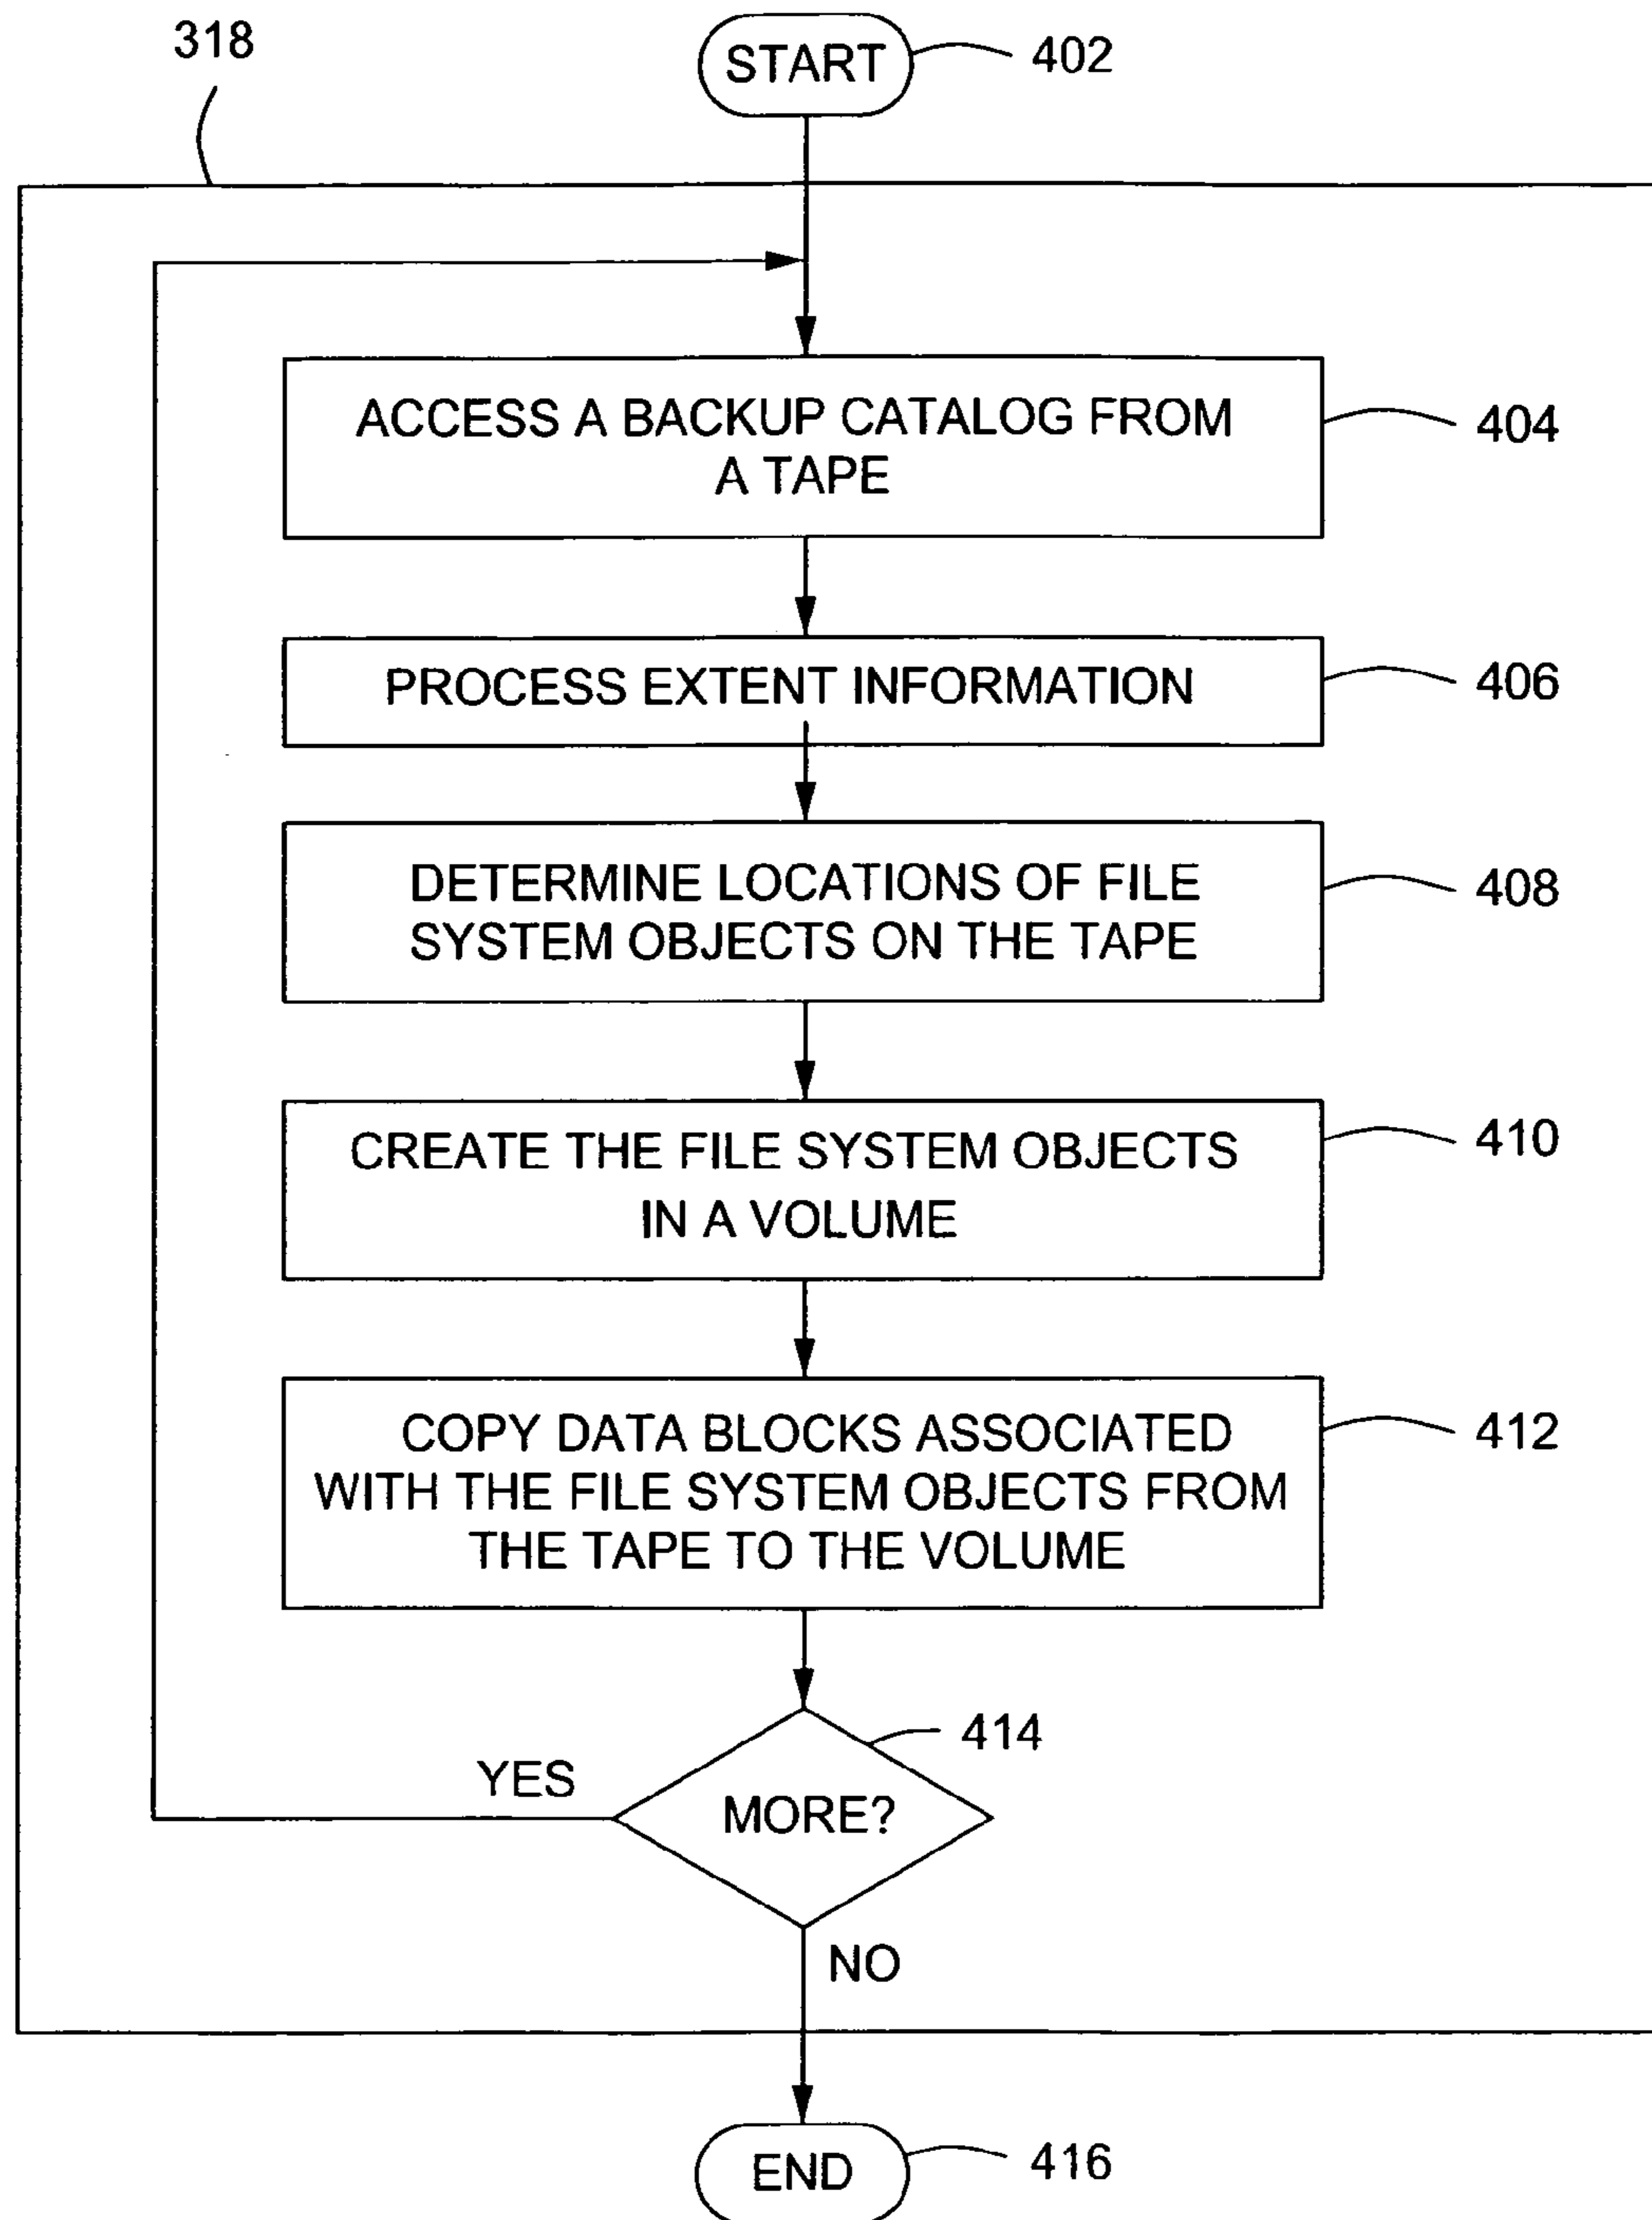 318
START
402
ACCESS A BACKUP CATALOG FROM
A TAPE
404
PROCESS EXTENT INFORMATION
406
DETERMINE LOCATIONS OF FILE
SYSTEM OBJECTS ON THE TAPE
408
CREATE THE FILE SYSTEM OBJECTS
IN A VOLUME
410
COPY DATA BLOCKS ASSOCIATED
WITH THE FILE SYSTEM OBJECTS FROM
THE TAPE TO THE VOLUME
412
414
YES
MORE?
NO
END
416